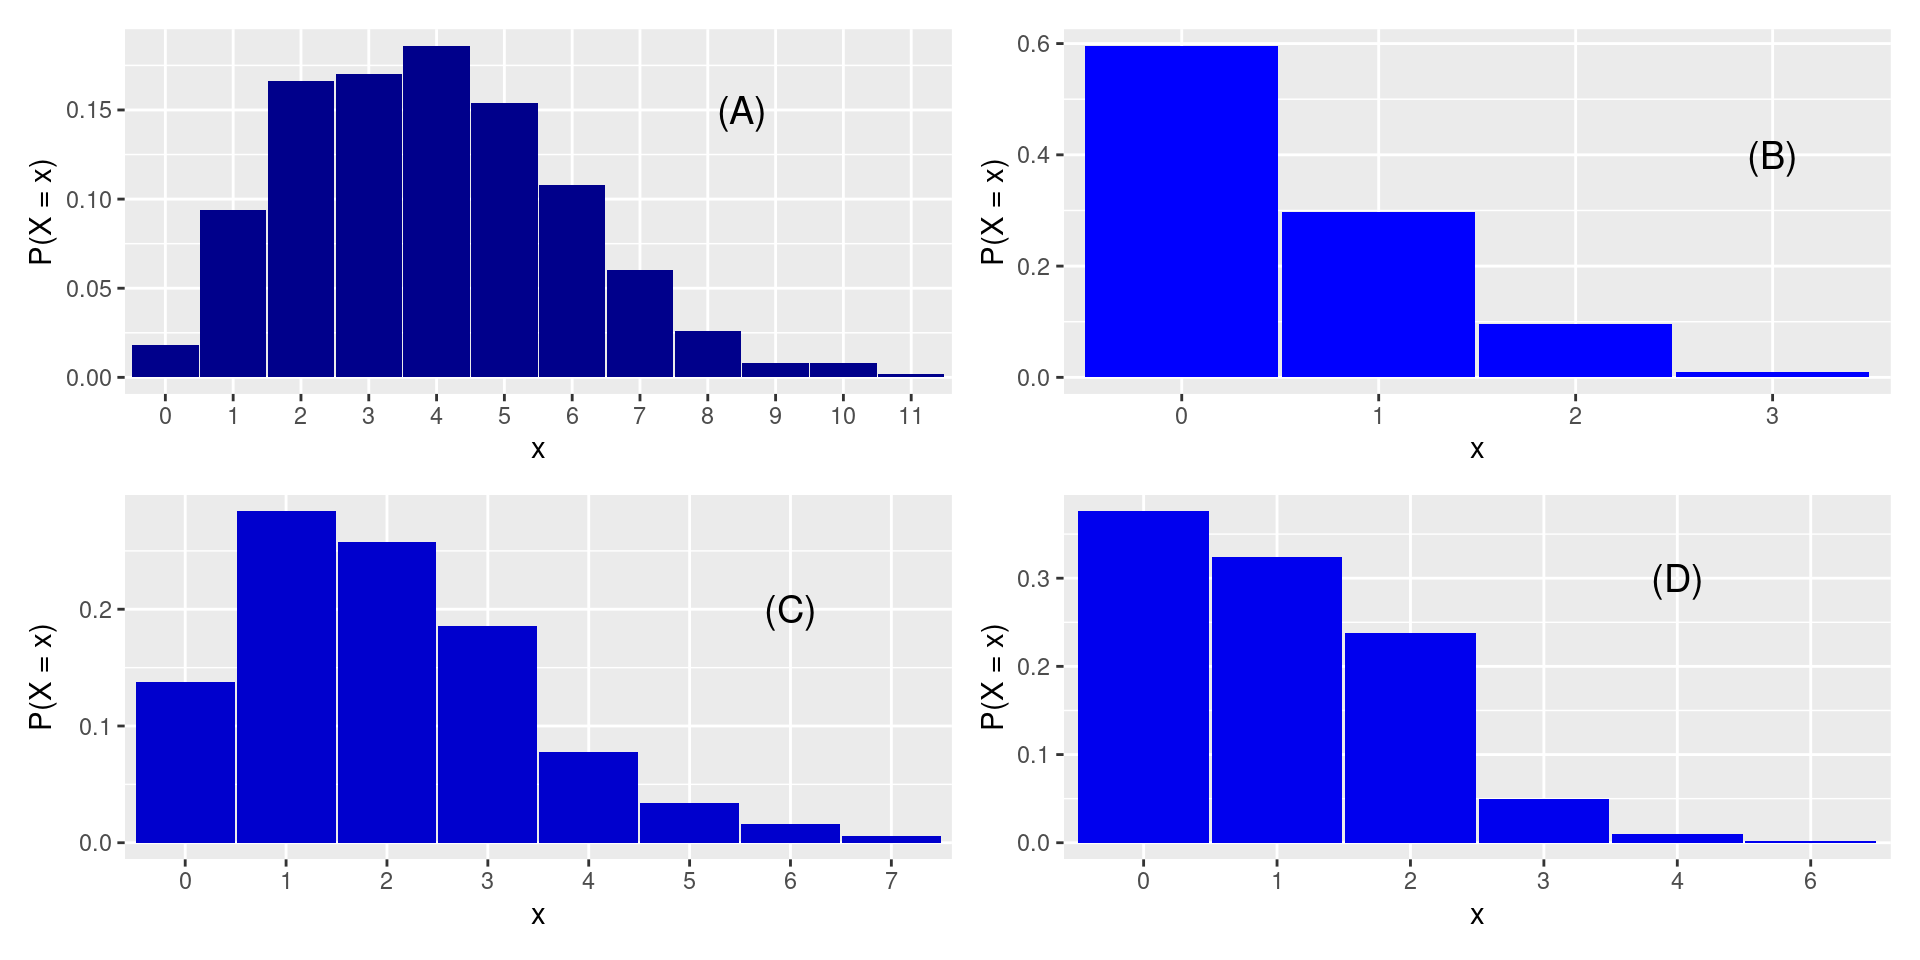 P(X = x)
0.15
0.10
0.05
0.00
(A)
0 1 2 3 4 5 6 7 8 9 10 11
x
P(X = x)
0.6
0.4
0.2
0.0
(B)
0 1 2 3
x
P(X = x)
0.2
0.1
0.0
(C)
0 1 2 3 4 5 6 7
x
P(X = x)
0.3
0.2
0.1
0.0
(D)
0 1 2 3 4 6
x